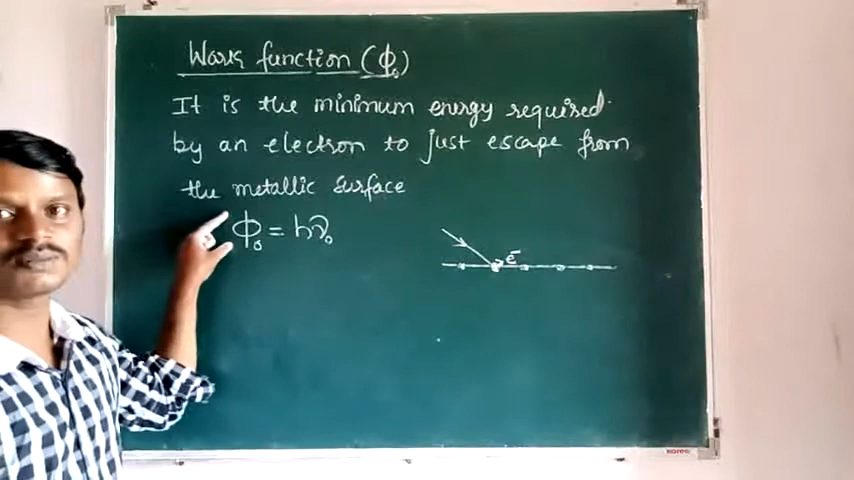 Work function (ϕ₀)
It is the minimum energy required
by an electron to just escape from
the metallic surface
ϕ₀ = hν₀
e⁻